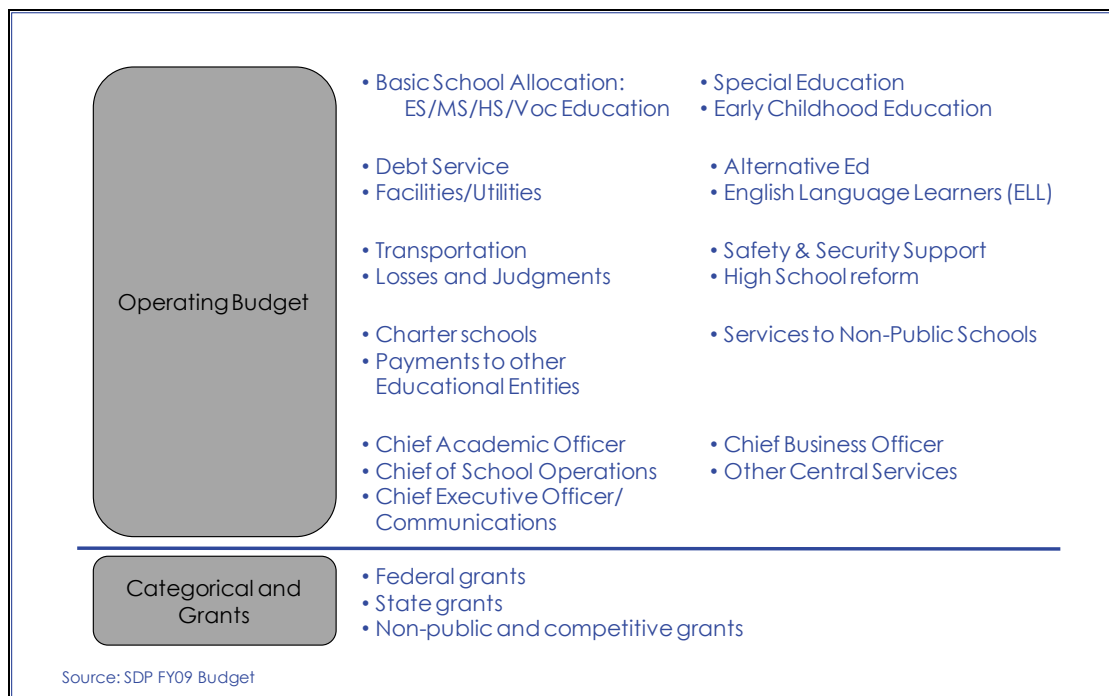 Operating Budget
• Basic School Allocation:
ES/MS/HS/Voc Education
• Special Education
• Early Childhood Education
• Debt Service
• Facilities/Utilities
• Alternative Ed
• English Language Learners (ELL)
• Transportation
• Losses and Judgments
• Safety & Security Support
• High School reform
• Charter schools
• Payments to other
Educational Entities
• Services to Non-Public Schools
• Chief Academic Officer
• Chief of School Operations
• Chief Executive Officer/
Communications
• Chief Business Officer
• Other Central Services
Categorical and
Grants
• Federal grants
• State grants
• Non-public and competitive grants
Source: SDP FY09 Budget